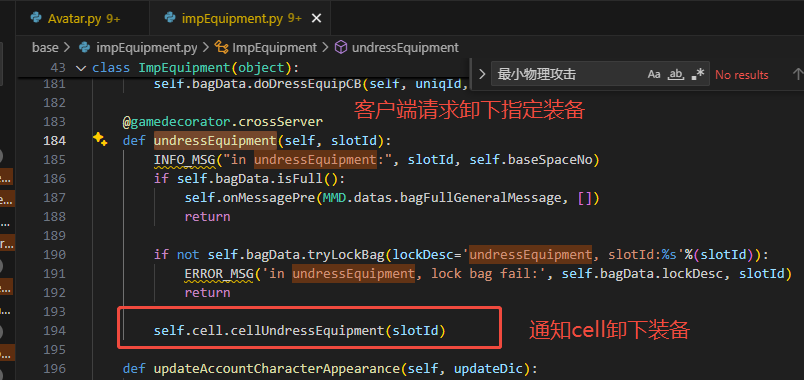 Avatar.py 9+
impEquipment.py 9+
base > impEquipment.py > ImpEquipment > undressEquipment
最小物理攻击 Aa ab .* No results
43 class ImpEquipment(object):
181 self.bagData.doDressEquipCB(self, uniqId,
182
客户端请求卸下指定装备
183 @gamedecorator.crossServer
184 def undressEquipment(self, slotId):
185 INFO_MSG("in undressEquipment:", slotId, self.baseSpaceNo)
186 if self.bagData.isFull():
187 self.onMessagePre(MMD.datas.bagFullGeneralMessage, [])
188 return
189
190 if not self.bagData.tryLockBag(lockDesc='undressEquipment, slotId:%s'%(slotId)):
191 ERROR_MSG('in undressEquipment, lock bag fail:', self.bagData.lockDesc, slotId)
192 return
193
194 self.cell.cellUndressEquipment(slotId)
通知cell卸下装备
195
196 def updateAccountCharacterAppearance(self, updateDic):